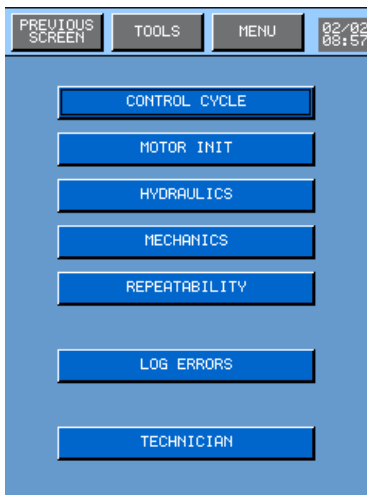 PREVIOUS
SCREEN
TOOLS
MENU
02/02
08:57
CONTROL CYCLE
MOTOR INIT
HYDRAULICS
MECHANICS
REPEATABILITY
LOG ERRORS
TECHNICIAN